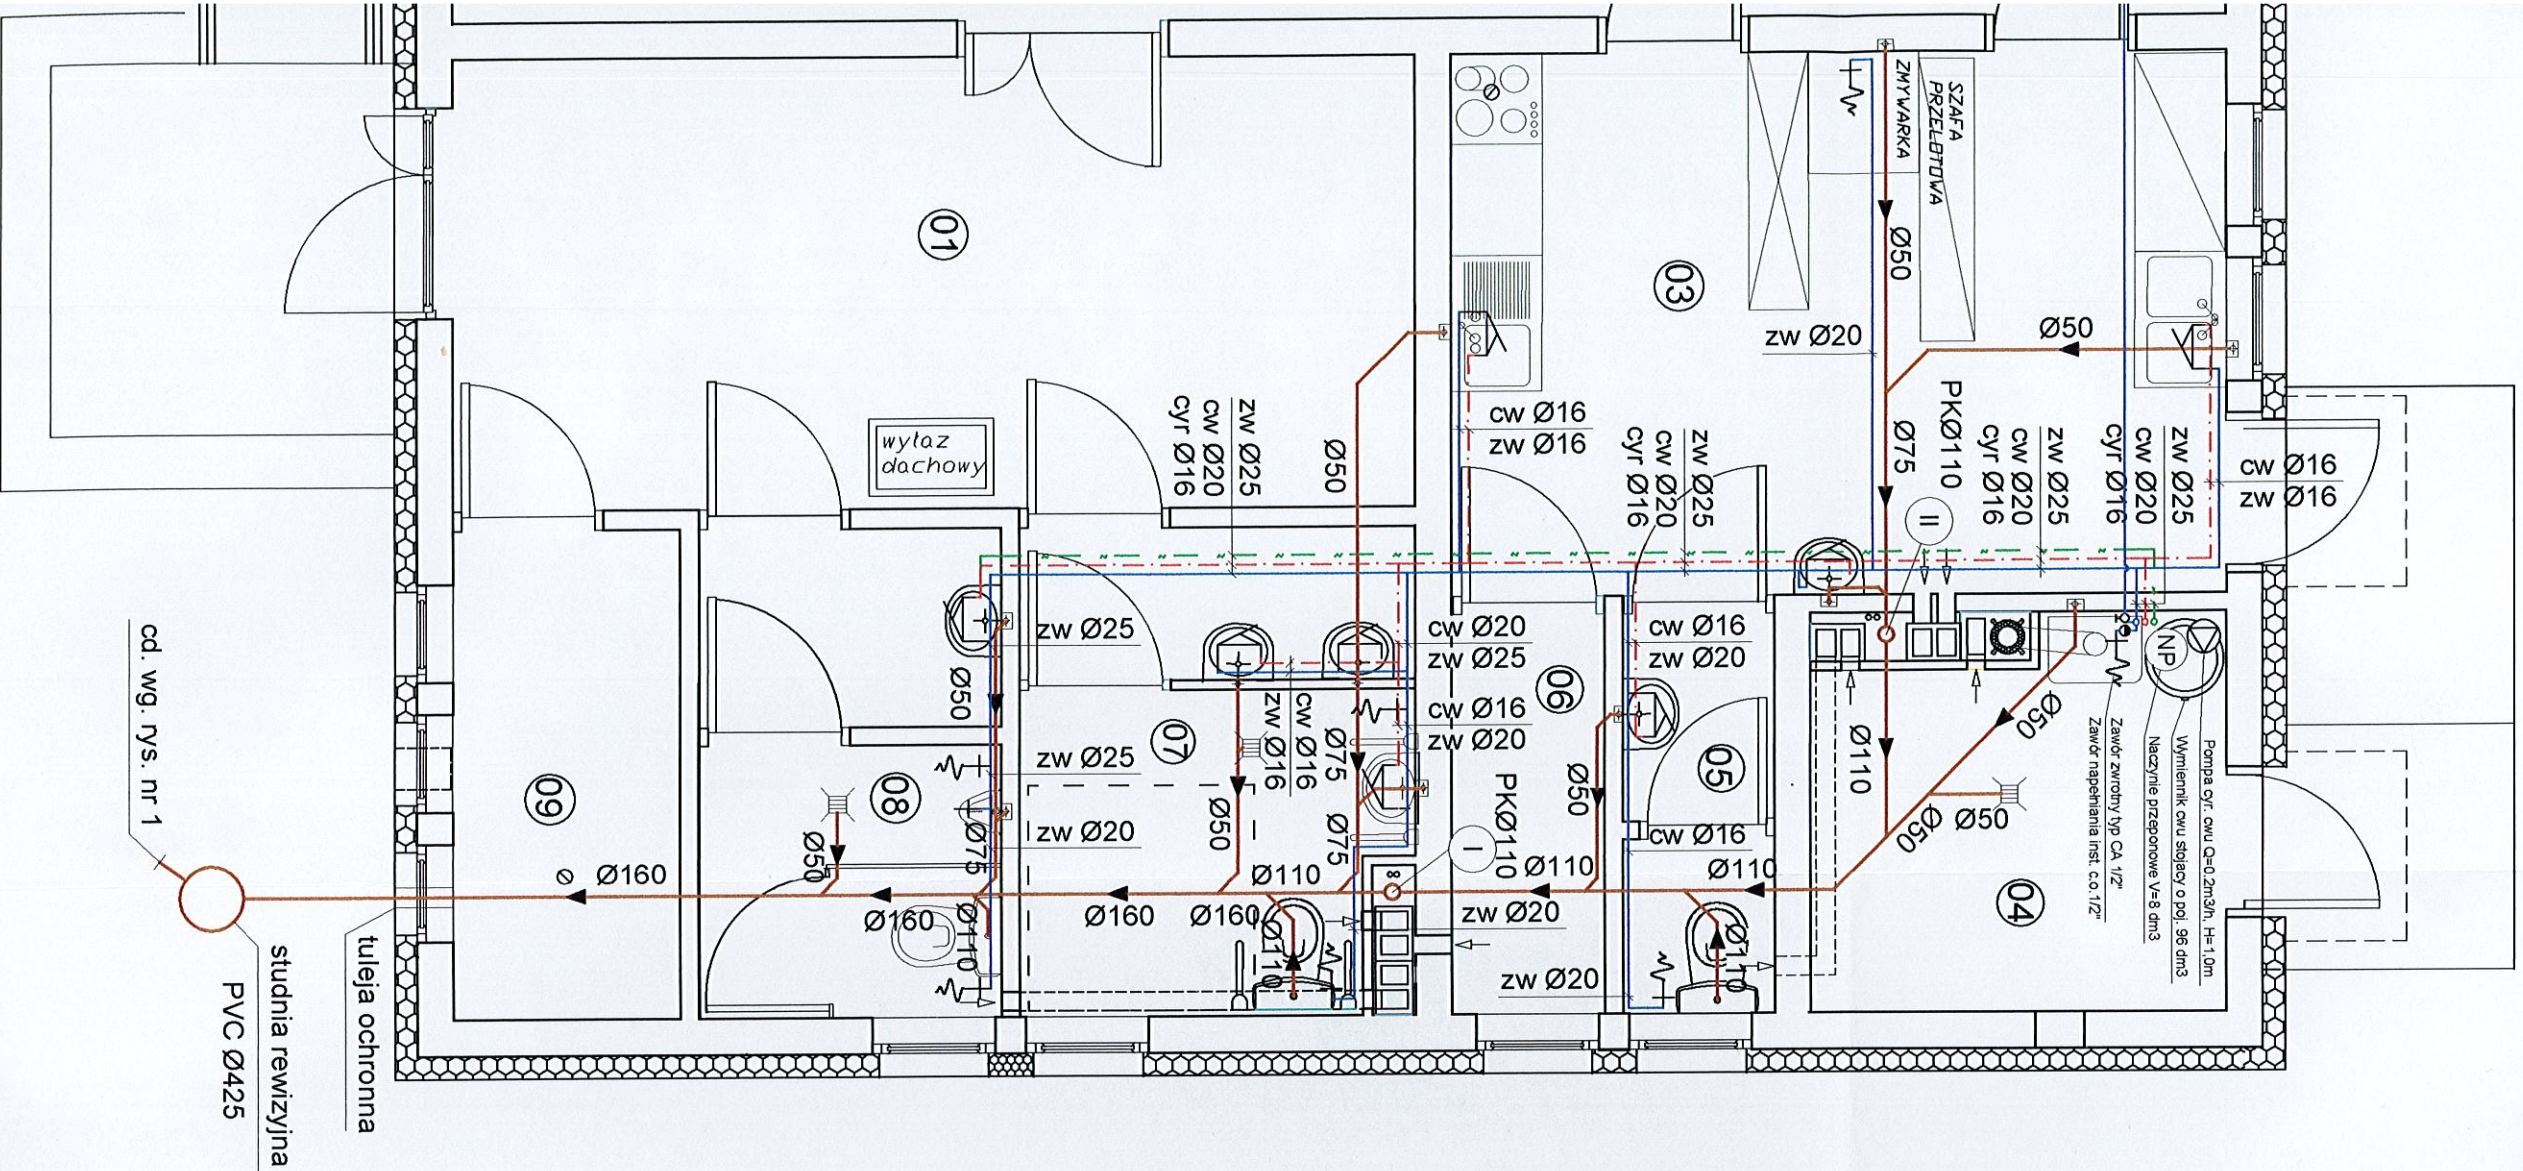 ZMYWARKA
SZAFA
PRZELOTOWA
Ø50
01
03
zw Ø20
Ø50
PKØ110
Ø75
cw Ø16
zw Ø16
wyłaz
dachowy
zw Ø25
cw Ø20
cyr Ø16
Ø50
zw Ø25
cw Ø20
cyr Ø16
zw Ø25
cw Ø20
cyr Ø16
zw Ø25
cw Ø20
cyr Ø16
cw Ø16
zw Ø16
II
zw Ø25
cw Ø20
zw Ø25
cw Ø16
zw Ø20
NP
Ø50
cw Ø16
zw Ø16
cw Ø16
zw Ø20
06
05
07
Ø50
Pompa cyr. cwu Q=0.2m3/h, H=1,0m
Wymiennik cwu stojący o poj. 96 dm3
Naczynie przeponowe V=8 dm3
Zawór zwrotny typ CA 1/2"
Zawór napełniania inst. c.o. 1/2"
zw Ø25
Ø75
Ø50
Ø110
09
08
Ø50
Ø75
zw Ø20
Ø50
Ø75
I
PKØ110
cw Ø16
Ø50
Ø50
cd. wg. rys. nr 1
Ø160
Ø110
Ø110
Ø110
04
Ø160
Ø160
Ø160
zw Ø20
Ø110
Ø110
Ø110
zw Ø20
tuleja ochronna
studnia rewizyjna
PVC Ø425